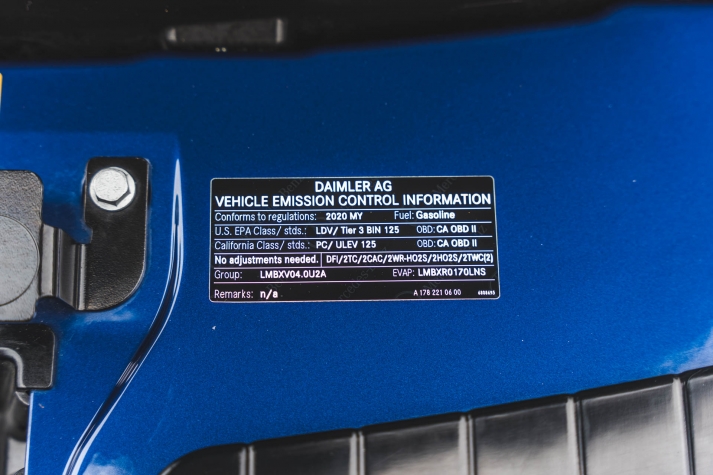 DAIMLER AG
VEHICLE EMISSION CONTROL INFORMATION
Conforms to regulations: 2020 MY Fuel: Gasoline
U.S. EPA Class/ stds.: LDV/ Tier 3 BIN 125 OBD: CA OBD II
California Class/ stds.: PC/ ULEV 125 OBD: CA OBD II
No adjustments needed. DFI/2TC/2CAC/2WR-HO2S/2HO2S/2TWC(2)
Group: LMBXV04.0U2A EVAP: LMBXR0170LNS
Remarks: n/a A 178 221 06 00